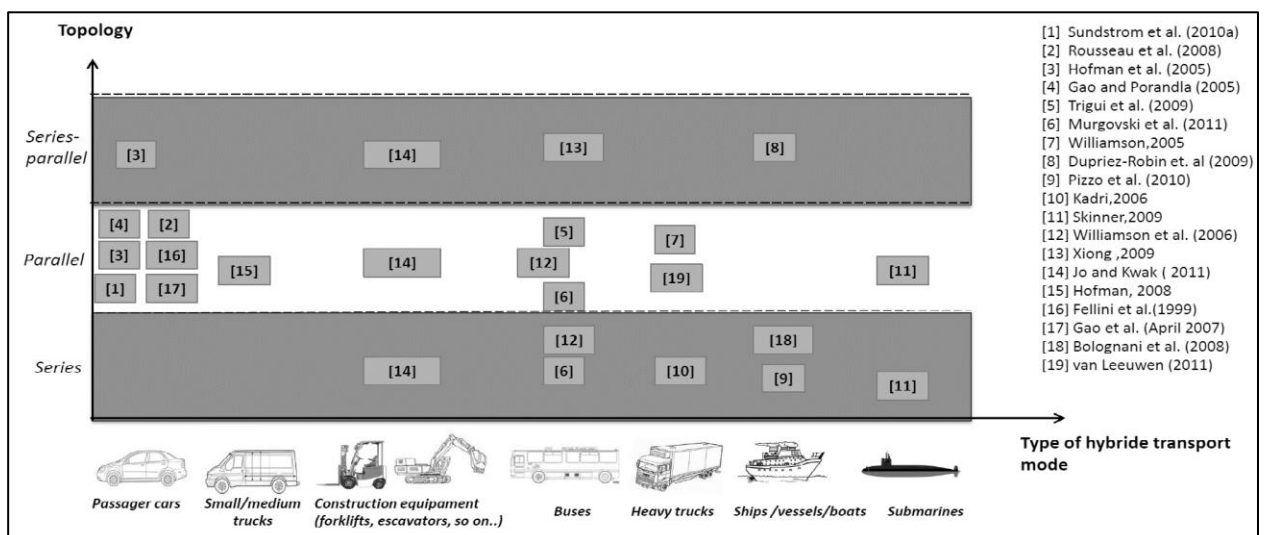 Topology
Series-
parallel
[3]
[14]
[13]
[8]
Parallel
[4]
[2]
[3]
[16]
[1]
[17]
[15]
[14]
[5]
[12]
[6]
[7]
[19]
[11]
Series
[14]
[12]
[6]
[10]
[18]
[9]
[11]
Type of hybride transport
mode
Passager cars
Small/medium
trucks
Construction equipament
(forklifts, escavators, so on..)
Buses
Heavy trucks
Ships /vessels/boats
Submarines
[1] Sundstrom et al. (2010a)
[2] Rousseau et al. (2008)
[3] Hofman et al. (2005)
[4] Gao and Porandla (2005)
[5] Trigui et al. (2009)
[6] Murgovski et al. (2011)
[7] Williamson,2005
[8] Dupriez-Robin et. al (2009)
[9] Pizzo et al. (2010)
[10] Kadri,2006
[11] Skinner,2009
[12] Williamson et al. (2006)
[13] Xiong ,2009
[14] Jo and Kwak ( 2011)
[15] Hofman, 2008
[16] Fellini et al.(1999)
[17] Gao et al. (April 2007)
[18] Bolognani et al. (2008)
[19] van Leeuwen (2011)